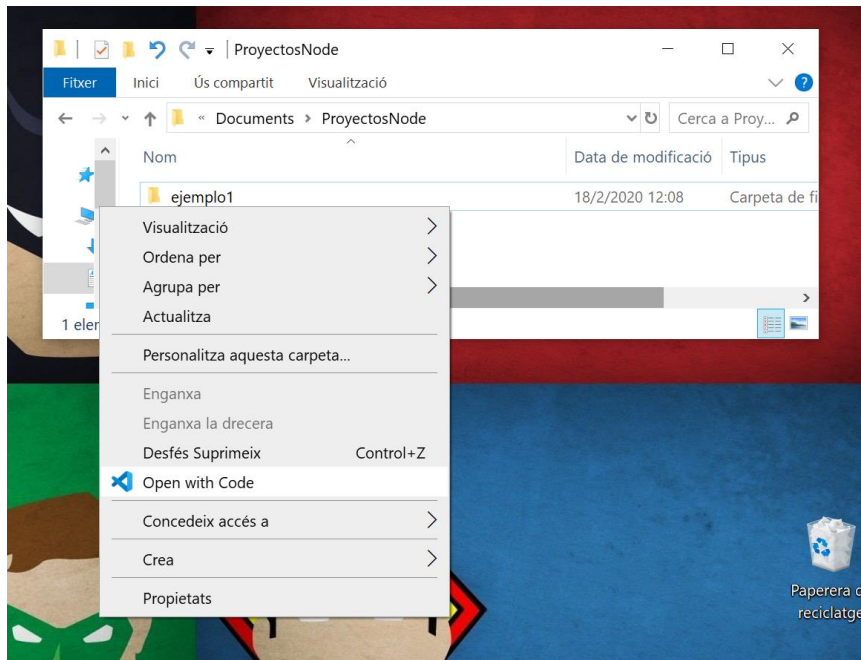 ProyectosNode
Fitxer Inici Ús compartit Visualització
« Documents > ProyectosNode Cerca a Proy...
Nom Data de modificació Tipus
ejemplo1 18/2/2020 12:08 Carpeta de fi
1 eler
Visualització
Ordena per
Agrupa per
Actualitza
Personalitza aquesta carpeta...
Enganxa
Enganxa la drecera
Desfés Suprimeix Control+Z
Open with Code
Concedeix accés a
Crea
Propietats
Paperera d
reciclatge